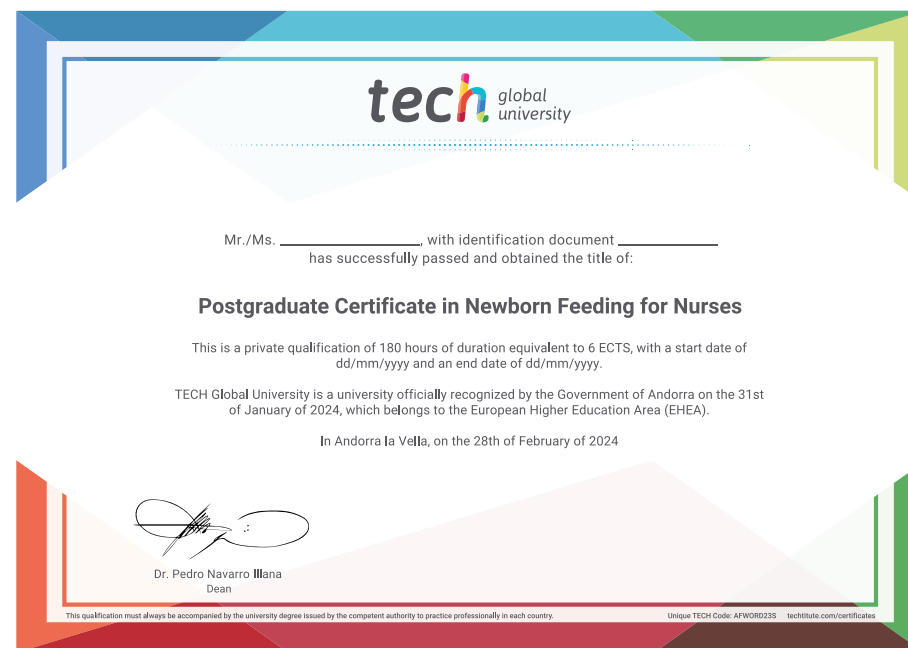 tech global university
Mr./Ms. ____________________, with identification document ______________
has successfully passed and obtained the title of:
Postgraduate Certificate in Newborn Feeding for Nurses
This is a private qualification of 180 hours of duration equivalent to 6 ECTS, with a start date of
dd/mm/yyyy and an end date of dd/mm/yyyy.
TECH Global University is a university officially recognized by the Government of Andorra on the 31st
of January of 2024, which belongs to the European Higher Education Area (EHEA).
In Andorra la Vella, on the 28th of February of 2024
Dr. Pedro Navarro Illana
Dean
This qualification must always be accompanied by the university degree issued by the competent authority to practice professionally in each country.
Unique TECH Code: AFWORD23S techtitute.com/certificates